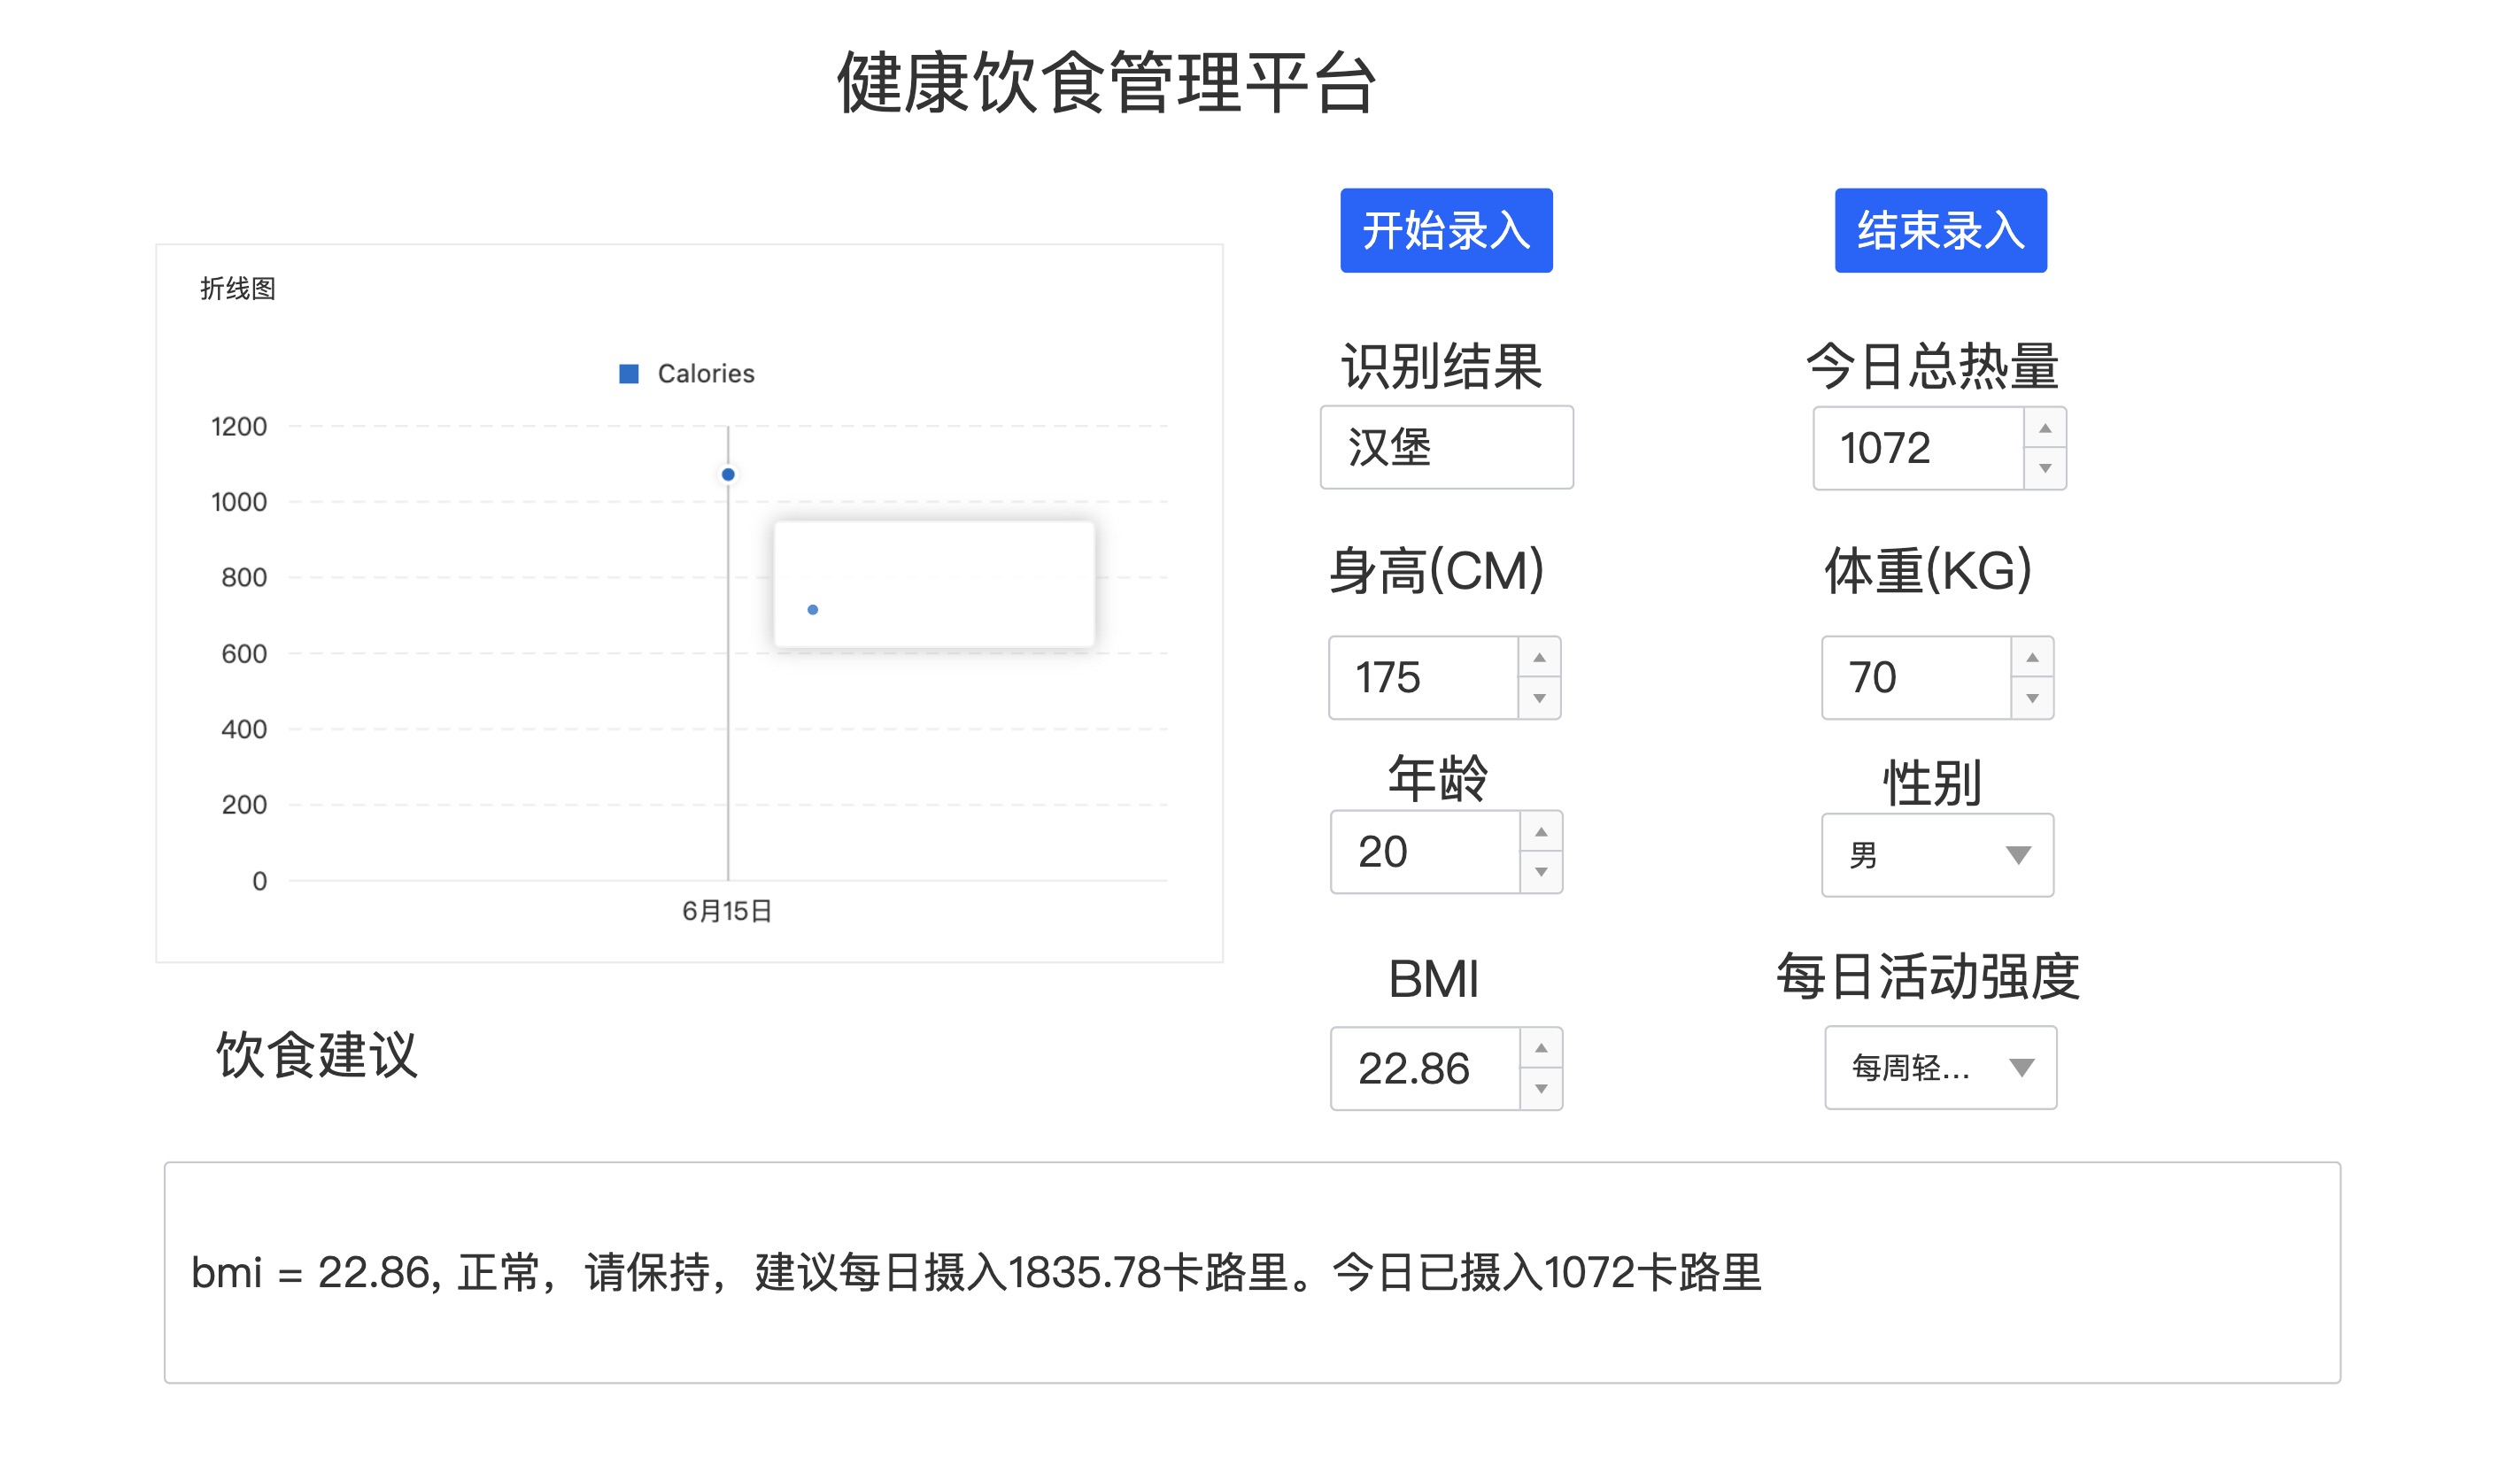 健康饮食管理平台
开始录入
结束录入
折线图
Calories
1200
1000
800
600
400
200
0
6月15日
识别结果
今日总热量
汉堡
1072
身高(CM)
体重(KG)
175
70
年龄
性别
20
男
BMI
每日活动强度
22.86
每周轻...
饮食建议
bmi = 22.86, 正常，请保持，建议每日摄入1835.78卡路里。今日已摄入1072卡路里